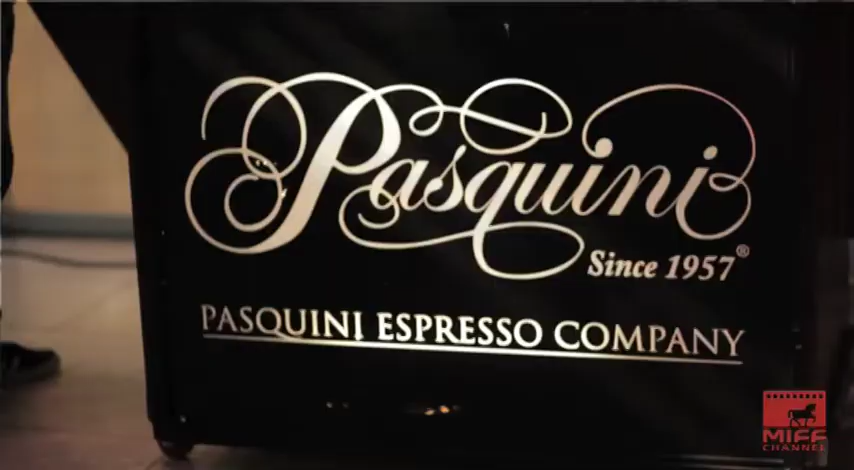 Pasquini
Since 1957®
PASQUINI ESPRESSO COMPANY
MIFF
CHANNEL